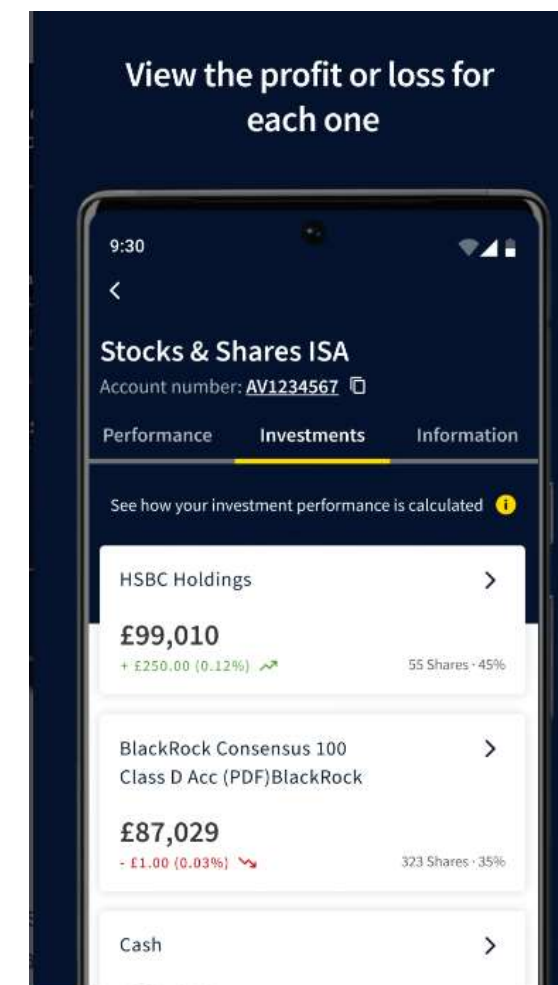 View the profit or loss for
each one
9:30
Stocks & Shares ISA
Account number: AV1234567
Performance Investments Information
See how your investment performance is calculated i
HSBC Holdings
£99,010
+ £250.00 (0.12%)
55 Shares · 45%
BlackRock Consensus 100
Class D Acc (PDF)BlackRock
£87,029
- £1.00 (0.03%)
323 Shares · 35%
Cash